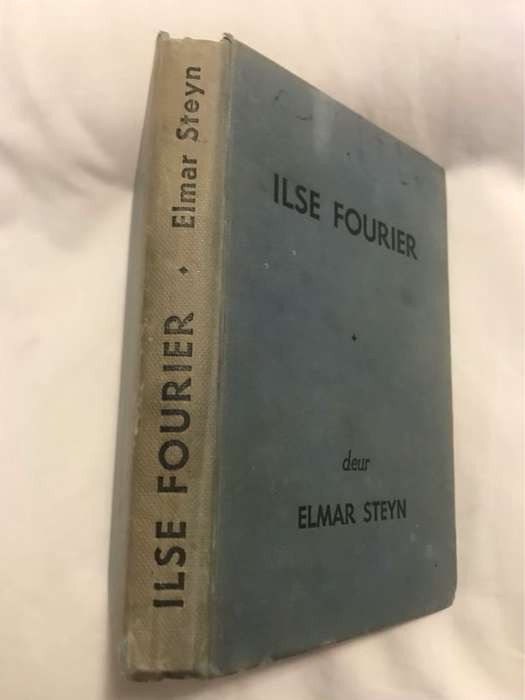 ILSE FOURIER
deur
ELMAR STEYN
ILSE FOURIER • Elmar Steyn